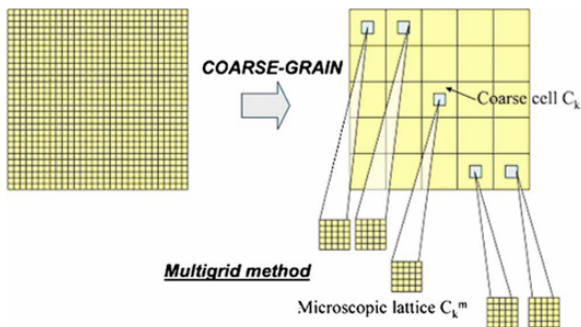 COARSE-GRAIN
Coarse cell Cₖ
Multigrid method
Microscopic lattice Cₖᵐ